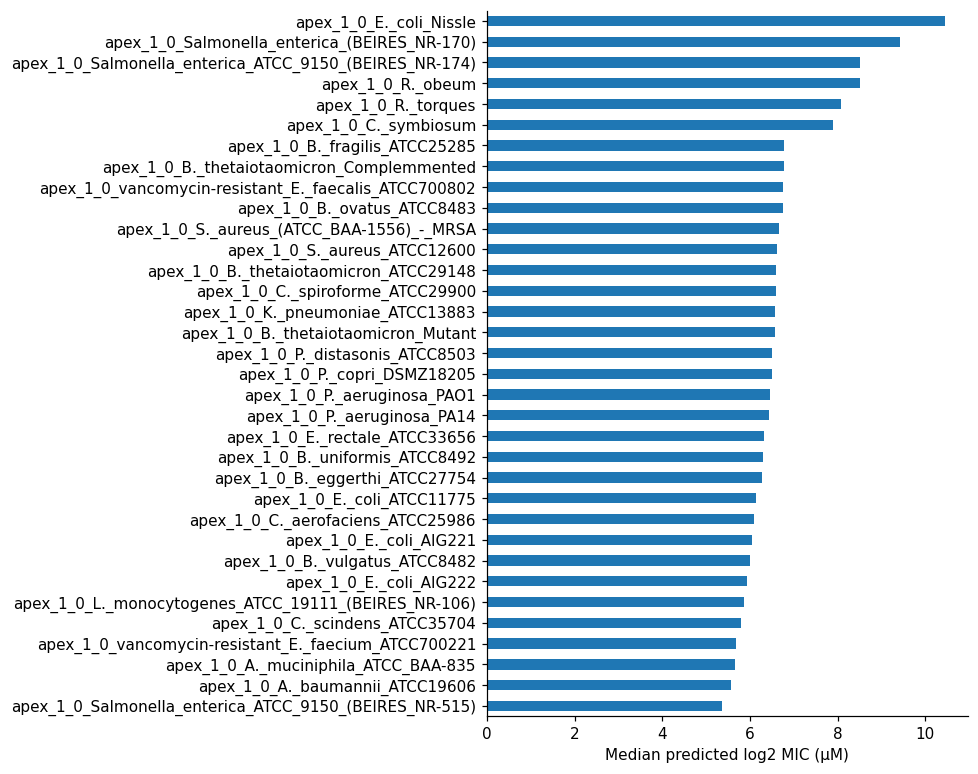 apex_1_0_E._coli_Nissle
apex_1_0_Salmonella_enterica_(BEIRES_NR-170)
apex_1_0_Salmonella_enterica_ATCC_9150_(BEIRES_NR-174)
apex_1_0_R._obeum
apex_1_0_R._torques
apex_1_0_C._symbiosum
apex_1_0_B._fragilis_ATCC25285
apex_1_0_B._thetaiotaomicron_Complemmented
apex_1_0_vancomycin-resistant_E._faecalis_ATCC700802
apex_1_0_B._ovatus_ATCC8483
apex_1_0_S._aureus_(ATCC_BAA-1556)_-_MRSA
apex_1_0_S._aureus_ATCC12600
apex_1_0_B._thetaiotaomicron_ATCC29148
apex_1_0_C._spiroforme_ATCC29900
apex_1_0_K._pneumoniae_ATCC13883
apex_1_0_B._thetaiotaomicron_Mutant
apex_1_0_P._distasonis_ATCC8503
apex_1_0_P._copri_DSMZ18205
apex_1_0_P._aeruginosa_PAO1
apex_1_0_P._aeruginosa_PA14
apex_1_0_E._rectale_ATCC33656
apex_1_0_B._uniformis_ATCC8492
apex_1_0_B._eggerthi_ATCC27754
apex_1_0_E._coli_ATCC11775
apex_1_0_C._aerofaciens_ATCC25986
apex_1_0_E._coli_AIG221
apex_1_0_B._vulgatus_ATCC8482
apex_1_0_E._coli_AIG222
apex_1_0_L._monocytogenes_ATCC_19111_(BEIRES_NR-106)
apex_1_0_C._scindens_ATCC35704
apex_1_0_vancomycin-resistant_E._faecium_ATCC700221
apex_1_0_A._muciniphila_ATCC_BAA-835
apex_1_0_A._baumannii_ATCC19606
apex_1_0_Salmonella_enterica_ATCC_9150_(BEIRES_NR-515)
0 2 4 6 8 10
Median predicted log2 MIC (μM)